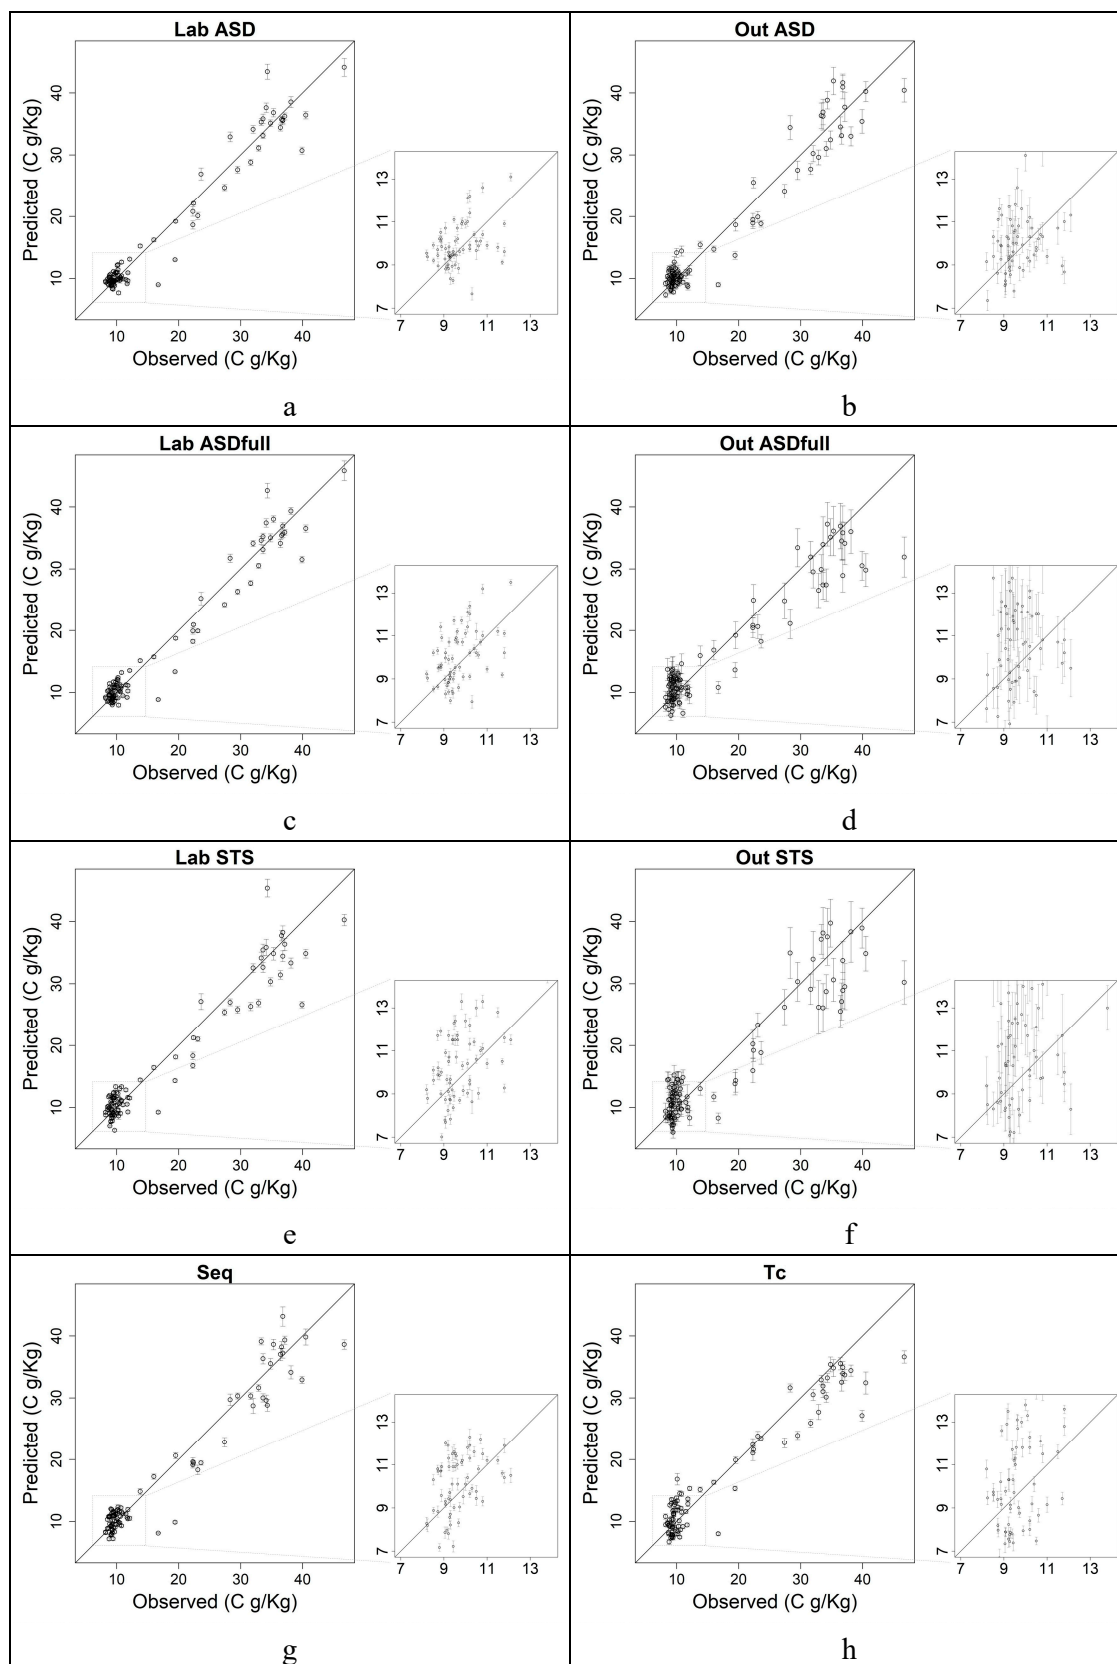 Lab ASD
Predicted (C g/Kg)
40
30
20
10
10 20 30 40
Observed (C g/Kg)
13
11
9
7
7 9 11 13
a
Out ASD
Predicted (C g/Kg)
40
30
20
10
10 20 30 40
Observed (C g/Kg)
13
11
9
7
7 9 11 13
b
Lab ASDfull
Predicted (C g/Kg)
40
30
20
10
10 20 30 40
Observed (C g/Kg)
13
11
9
7
7 9 11 13
c
Out ASDfull
Predicted (C g/Kg)
40
30
20
10
10 20 30 40
Observed (C g/Kg)
13
11
9
7
7 9 11 13
d
Lab STS
Predicted (C g/Kg)
40
30
20
10
10 20 30 40
Observed (C g/Kg)
13
11
9
7
7 9 11 13
e
Out STS
Predicted (C g/Kg)
40
30
20
10
10 20 30 40
Observed (C g/Kg)
13
11
9
7
7 9 11 13
f
Seq
Predicted (C g/Kg)
40
30
20
10
10 20 30 40
Observed (C g/Kg)
13
11
9
7
7 9 11 13
g
Tc
Predicted (C g/Kg)
40
30
20
10
10 20 30 40
Observed (C g/Kg)
13
11
9
7
7 9 11 13
h